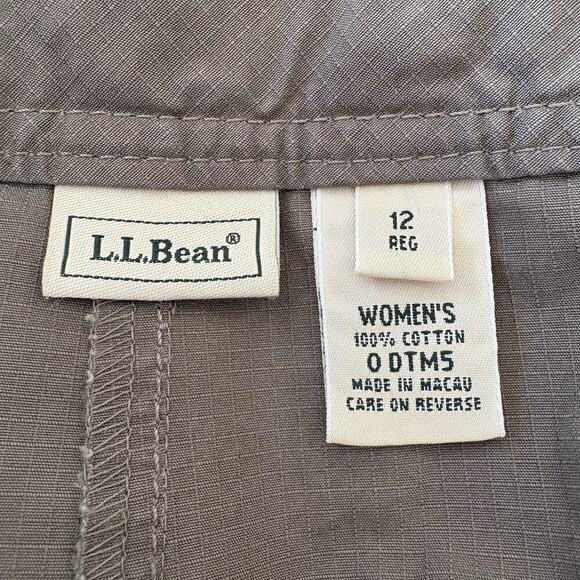 L.L.Bean®
12
REG
WOMEN'S
100% COTTON
0 DTM5
MADE IN MACAU
CARE ON REVERSE